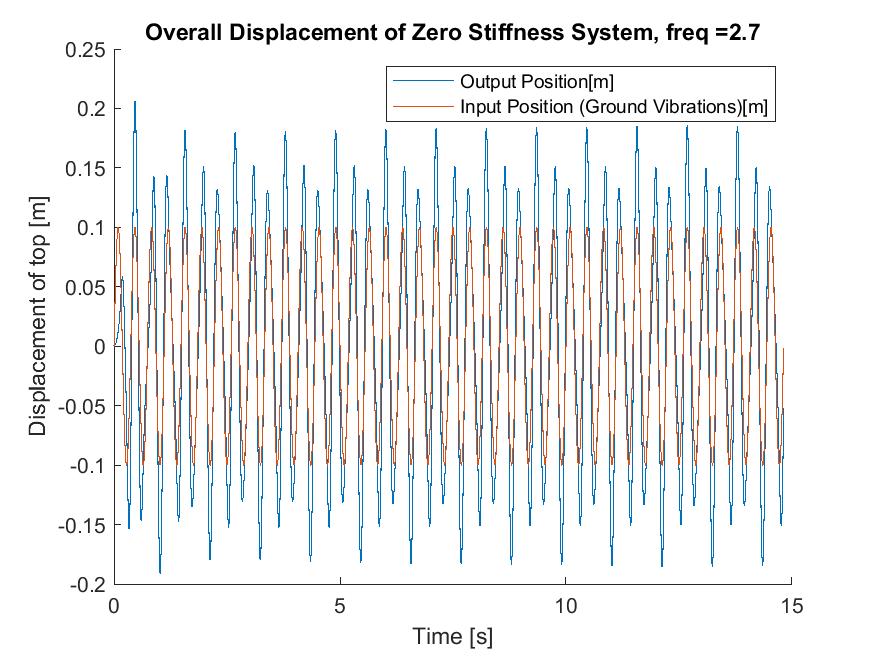 Overall Displacement of Zero Stiffness System, freq =2.7
0.25
Output Position[m]
Input Position (Ground Vibrations)[m]
0.2
0.15
0.1
0.05
0
-0.05
-0.1
-0.15
-0.2
Displacement of top [m]
0 5 10 15
Time [s]